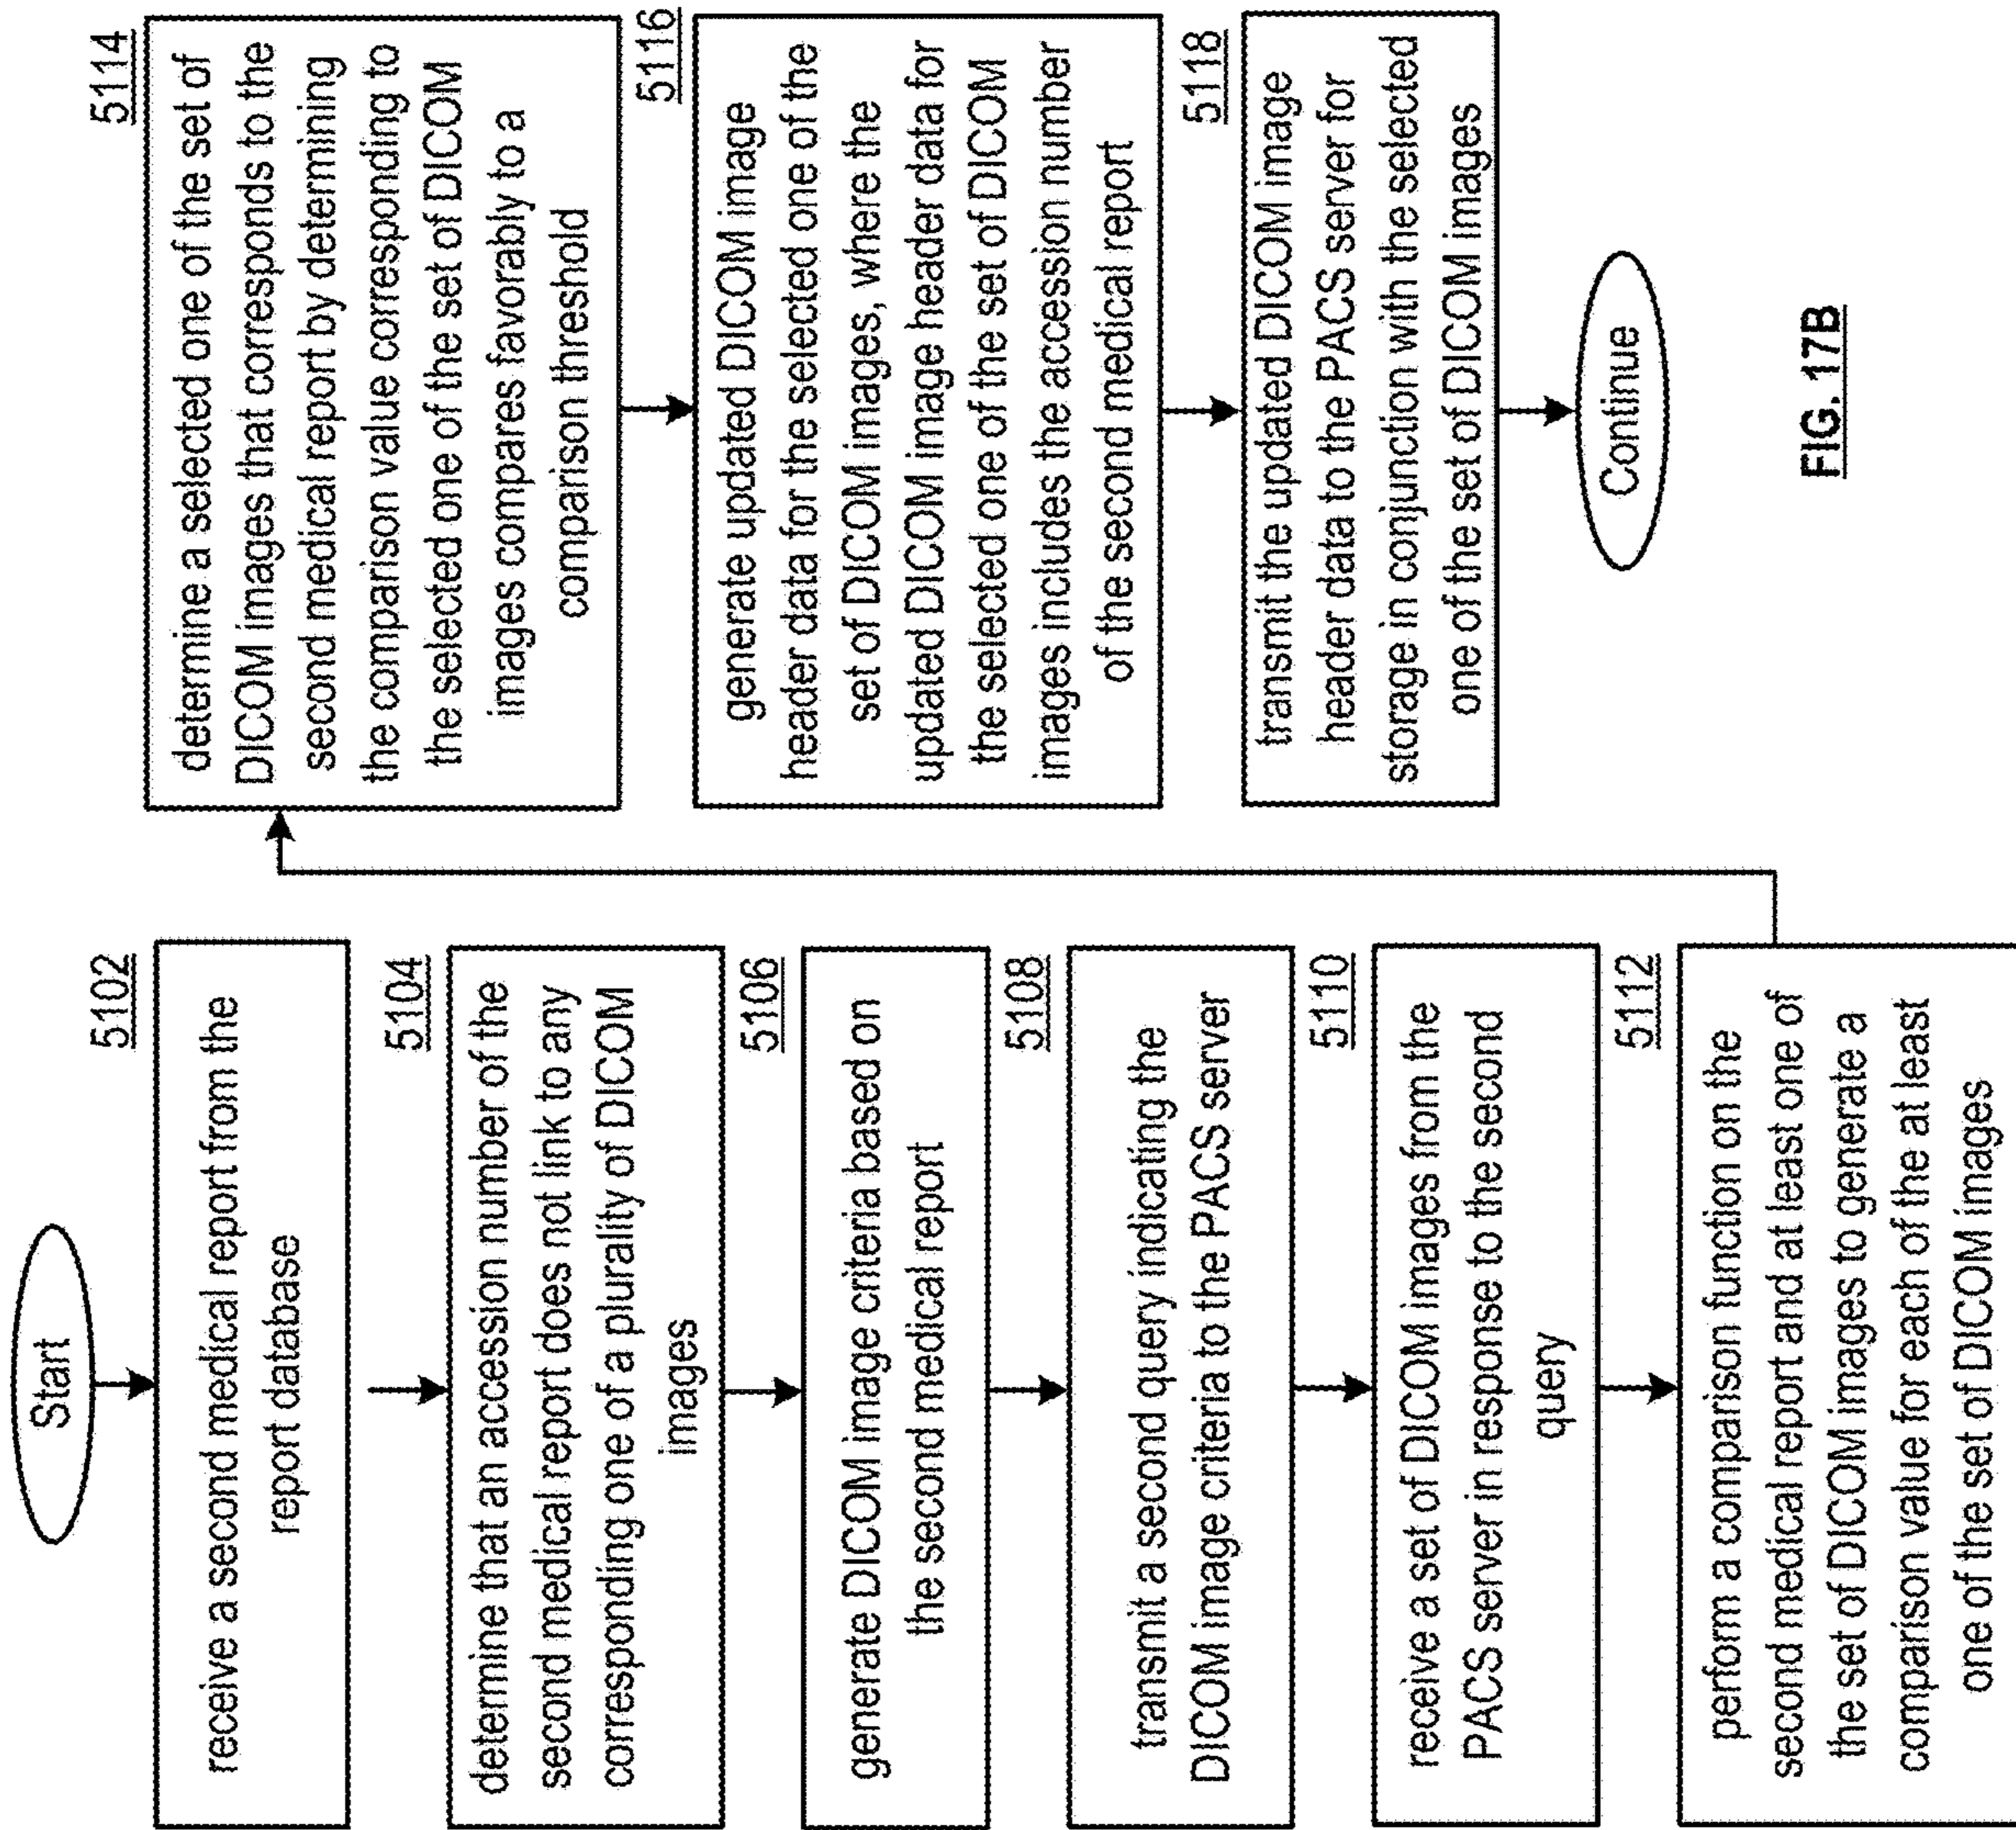 Start
5102
receive a second medical report from the
report database
5104
determine that an accession number of the
second medical report does not link to any
corresponding one of a plurality of DICOM
images
5106
generate DICOM image criteria based on
the second medical report
5108
transmit a second query indicating the
DICOM image criteria to the PACS server
5110
receive a set of DICOM images from the
PACS server in response to the second
query
5112
perform a comparison function on the
second medical report and at least one of
the set of DICOM images to generate a
comparison value for each of the at least
one of the set of DICOM images
5114
determine a selected one of the set of
DICOM images that corresponds to the
second medical report by determining
the comparison value corresponding to
the selected one of the set of DICOM
images compares favorably to a
comparison threshold
5116
generate updated DICOM image
header data for the selected one of the
set of DICOM images, where the
updated DICOM image header data for
the selected one of the set of DICOM
images includes the accession number
of the second medical report
5118
transmit the updated DICOM image
header data to the PACS server for
storage in conjunction with the selected
one of the set of DICOM images
Continue
FIG. 17B